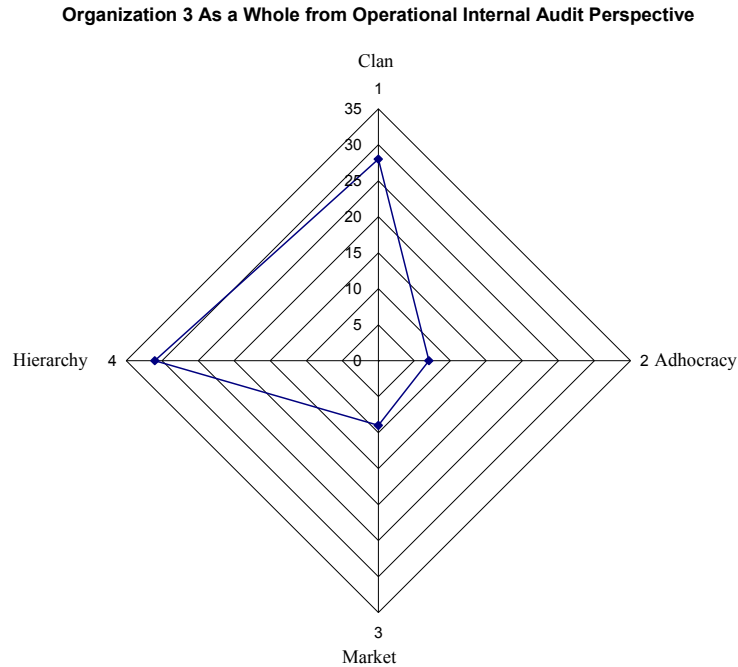 Organization 3 As a Whole from Operational Internal Audit Perspective
Clan
1
35
30
25
20
15
10
5
0
Hierarchy 4
2 Adhocracy
3
Market